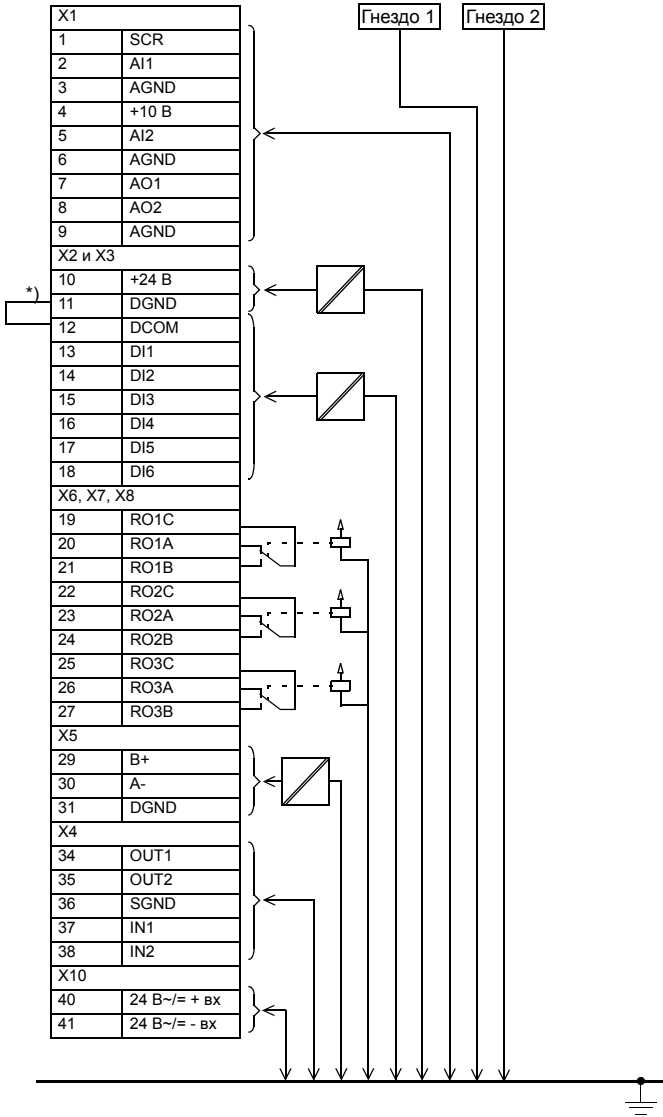 Гнездо 1
Гнездо 2
X1
1 SCR
2 AI1
3 AGND
4 +10 В
5 AI2
6 AGND
7 AO1
8 AO2
9 AGND
X2 и X3
10 +24 В
*)
11 DGND
12 DCOM
13 DI1
14 DI2
15 DI3
16 DI4
17 DI5
18 DI6
X6, X7, X8
19 RO1C
20 RO1A
21 RO1B
22 RO2C
23 RO2A
24 RO2B
25 RO3C
26 RO3A
27 RO3B
X5
29 B+
30 A-
31 DGND
X4
34 OUT1
35 OUT2
36 SGND
37 IN1
38 IN2
X10
40 24 В~/= + вх
41 24 В~/= - вх